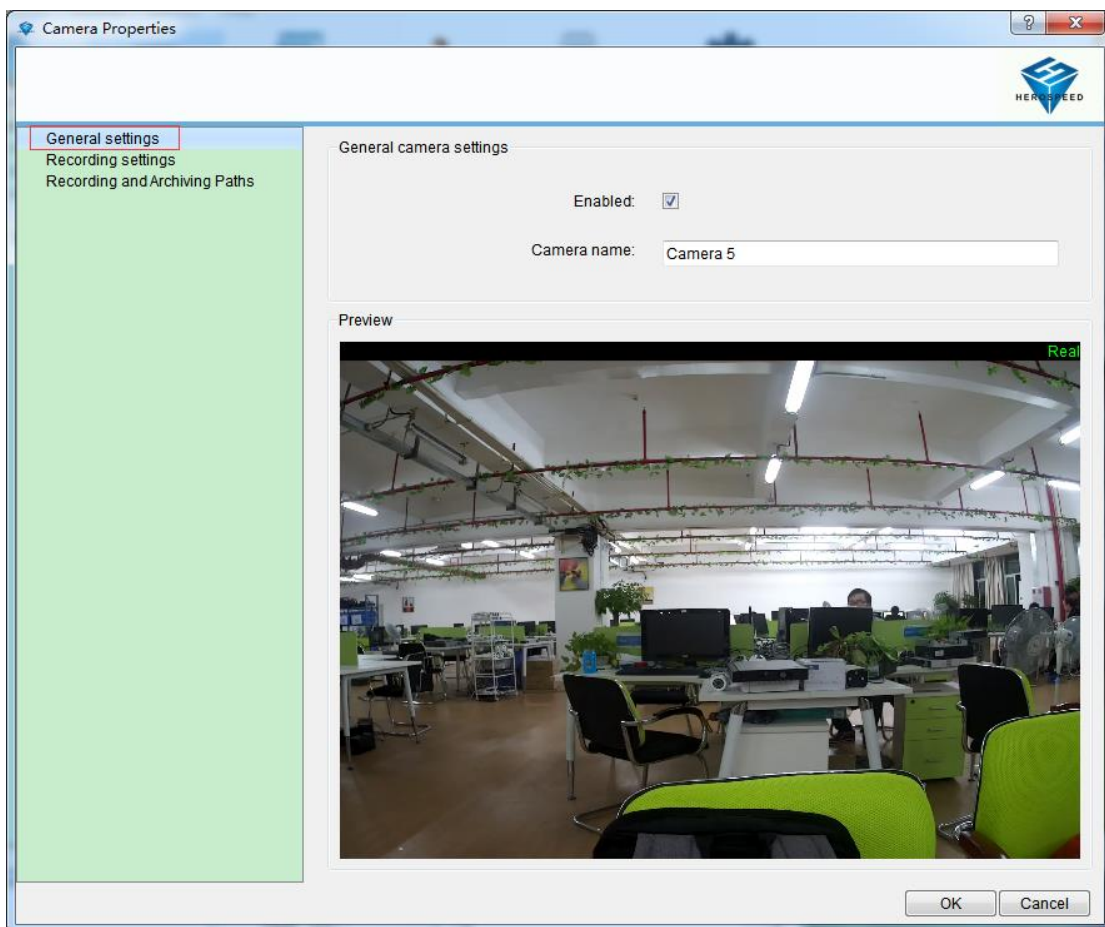 Camera Properties
HEROSPEED
General settings
Recording settings
Recording and Archiving Paths
General camera settings
Enabled:
Camera name: Camera 5
Preview
Real
OK Cancel